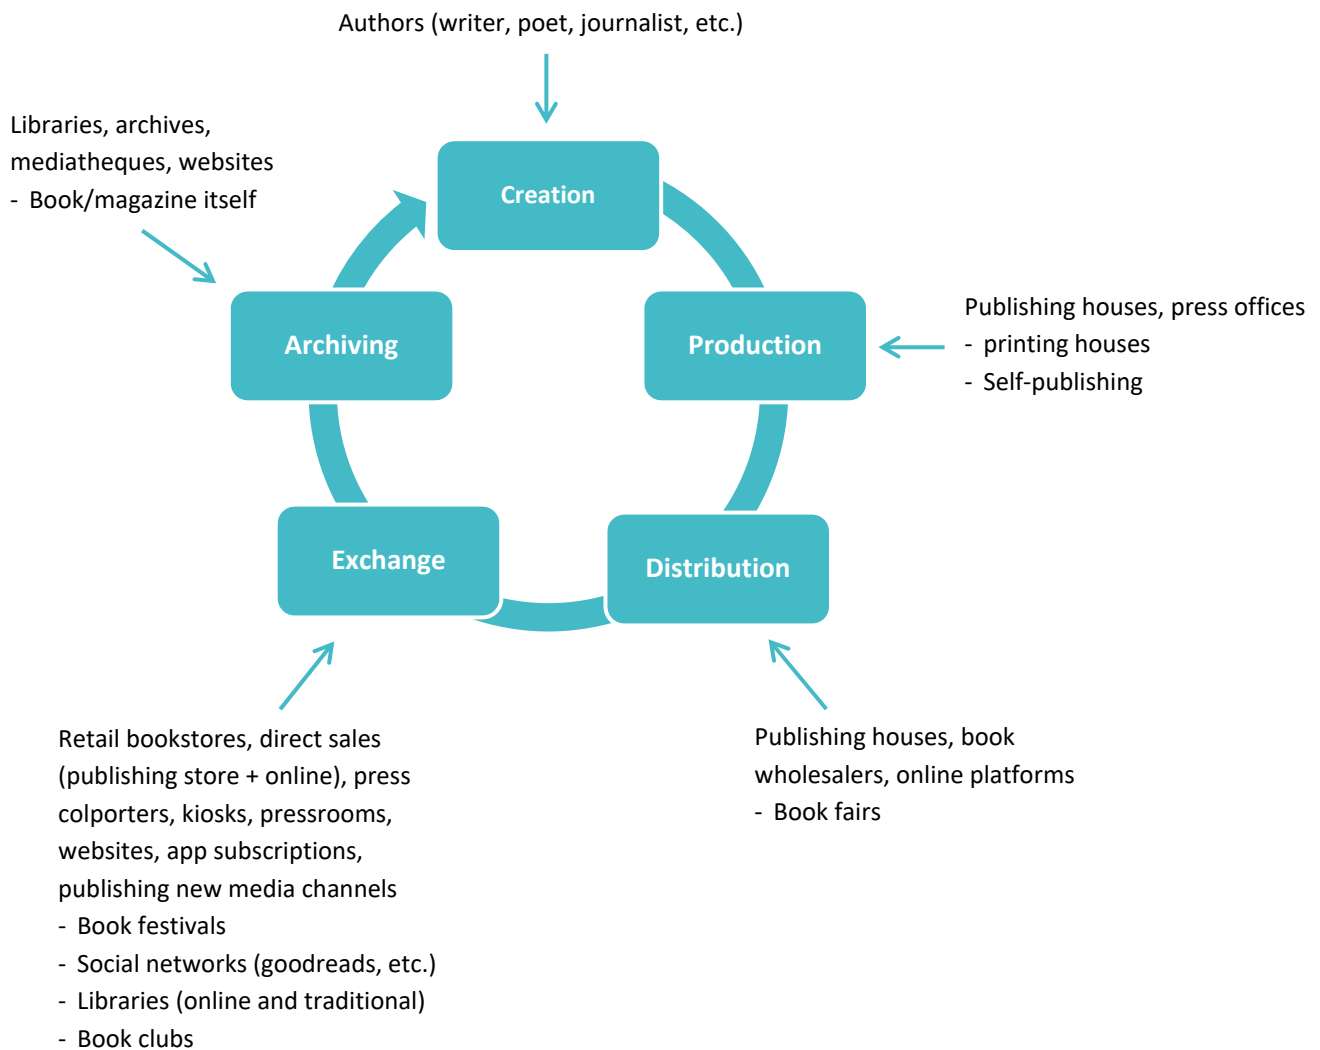 Authors (writer, poet, journalist, etc.)
Libraries, archives,
mediatheques, websites
- Book/magazine itself
Creation
Archiving
Production
Publishing houses, press offices
- printing houses
- Self-publishing
Exchange
Distribution
Retail bookstores, direct sales
(publishing store + online), press
colporters, kiosks, pressrooms,
websites, app subscriptions,
publishing new media channels
- Book festivals
- Social networks (goodreads, etc.)
- Libraries (online and traditional)
- Book clubs
Publishing houses, book
wholesalers, online platforms
- Book fairs